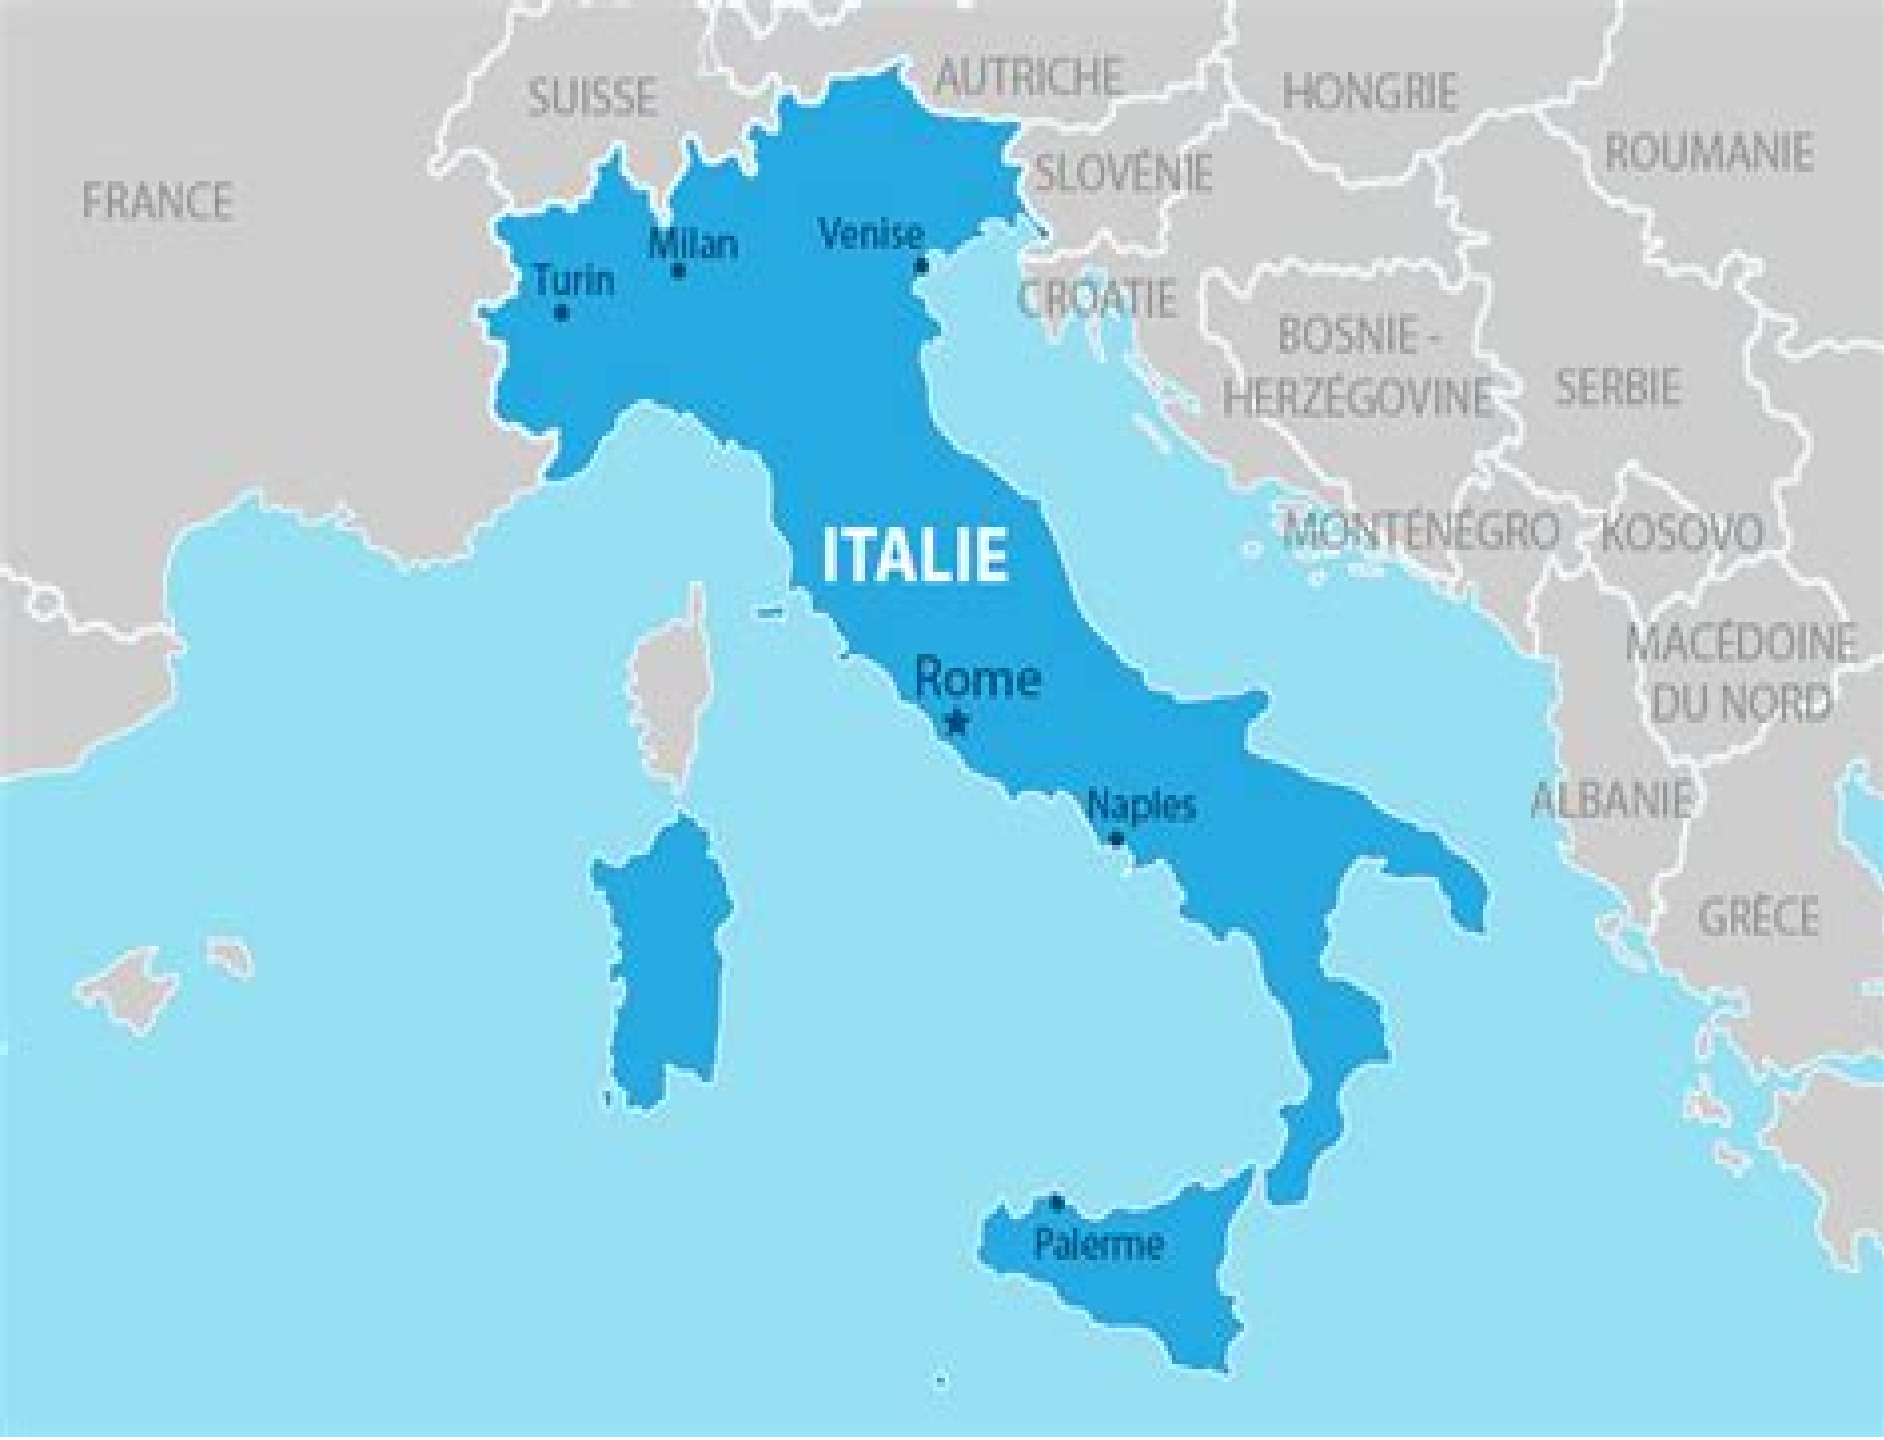 AUTRICHE
SUISSE
HONGRIE
ROUMANIE
SLOVÉNIE
FRANCE
Venise
Milan
Turin
CROATIE
BOSNIE -
HERZÉGOVINE
SERBIE
MONTÉNÉGRO
KOSOVO
ITALIE
MACÉDOINE
DU NORD
Rome
Naples
ALBANIE
GRÈCE
Palerme